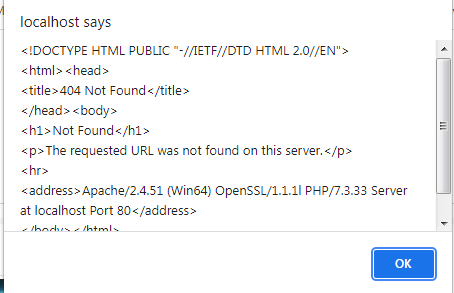 localhost says
<!DOCTYPE HTML PUBLIC "-//IETF//DTD HTML 2.0//EN">
<html><head>
<title>404 Not Found</title>
</head><body>
<h1>Not Found</h1>
<p>The requested URL was not found on this server.</p>
<hr>
<address>Apache/2.4.51 (Win64) OpenSSL/1.1.1l PHP/7.3.33 Server
at localhost Port 80</address>
</body></html>
OK